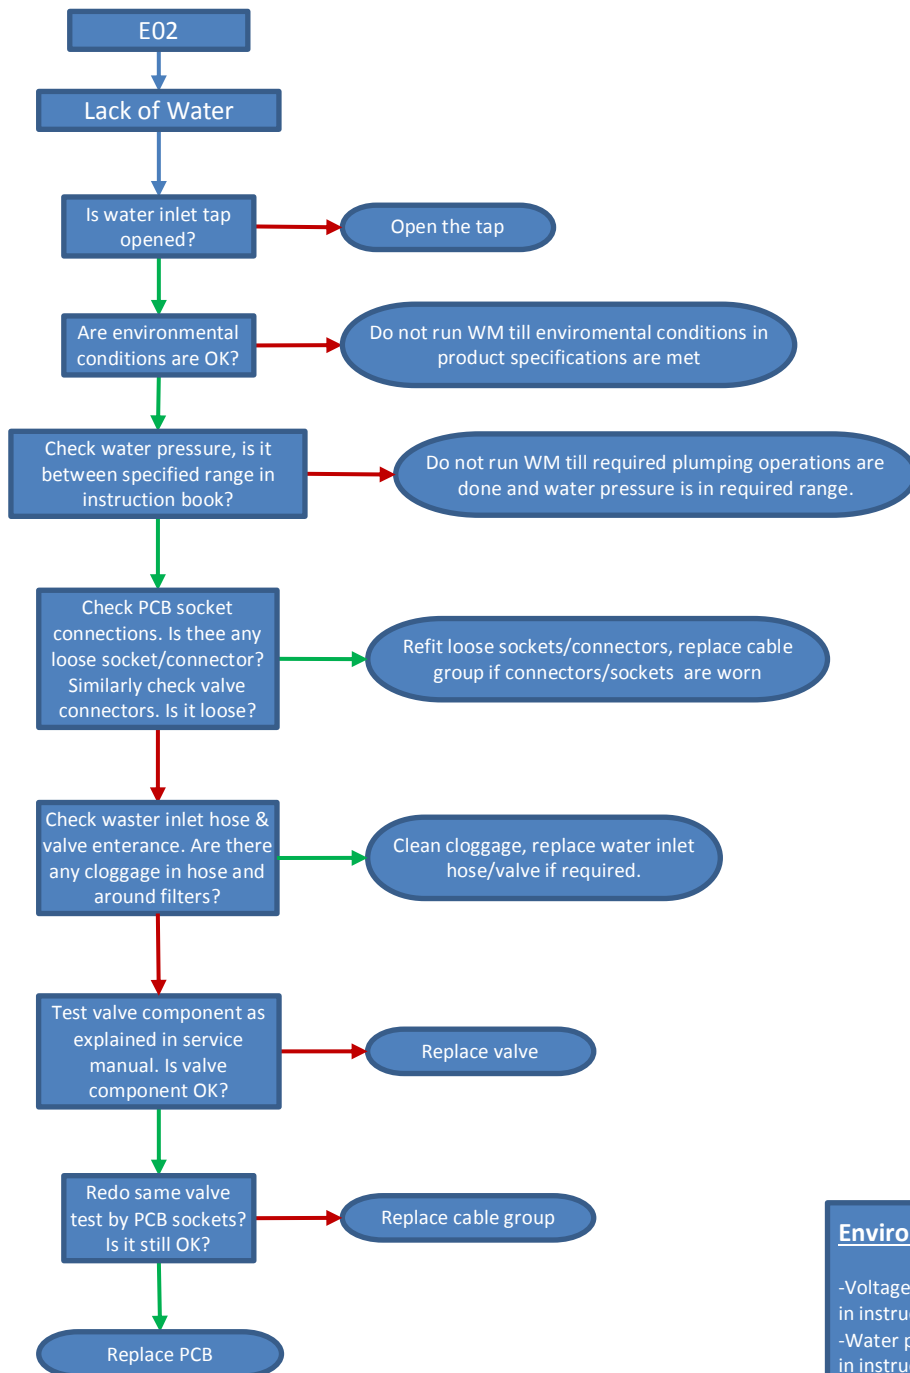 E02
Lack of Water
Is water inlet tap
opened?
Open the tap
Are environmental
conditions are OK?
Do not run WM till enviromental conditions in
product specifications are met
Check water pressure, is it
between specified range in
instruction book?
Do not run WM till required plumping operations are
done and water pressure is in required range.
Check PCB socket
connections. Is thee any
loose socket/connector?
Similarly check valve
connectors. Is it loose?
Refit loose sockets/connectors, replace cable
group if connectors/sockets are worn
Check waster inlet hose &
valve enterance. Are there
any cloggage in hose and
around filters?
Clean cloggage, replace water inlet
hose/valve if required.
Test valve component as
explained in service
manual. Is valve
component OK?
Replace valve
Redo same valve
test by PCB sockets?
Is it still OK?
Replace cable group
Replace PCB
-Voltage
in
-Water
in